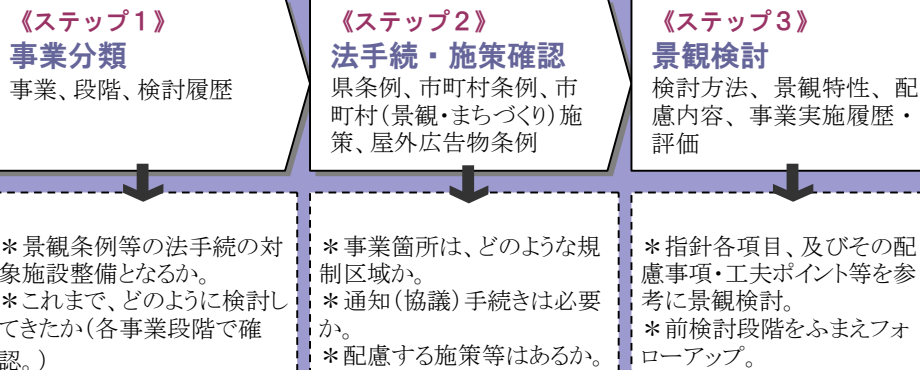 《ステップ1》
事業分類
事業、段階、検討履歴
＊景観条例等の法手続の対
象施設整備となるか。
＊これまで、どのように検討し
てきたか（各事業段階で確
認。）
《ステップ2》
法手続・施策確認
県条例、市町村条例、市
町村（景観・まちづくり）施
策、屋外広告物条例
＊事業箇所は、どのような規
制区域か。
＊通知（協議）手続きは必要
か。
＊配慮する施策等はあるか。
《ステップ3》
景観検討
検討方法、景観特性、配
慮内容、事業実施履歴・
評価
＊指針各項目、及びその配
慮事項・工夫ポイント等を参
考に景観検討。
＊前検討段階をふまえフォ
ローアップ。